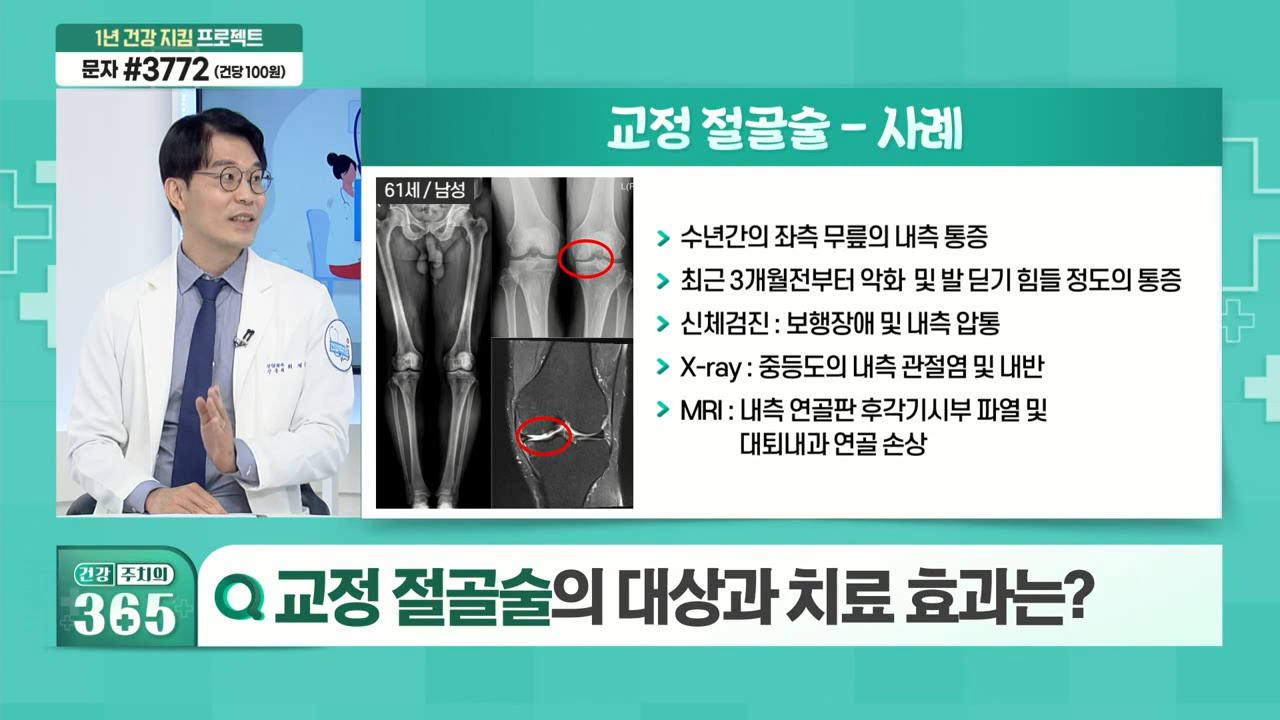 1년 건강 지킴 프로젝트
문자 #3772 (건당 100원)
교정 절골술 - 사례
61세 / 남성
수년간의 좌측 무릎의 내측 통증
최근 3개월전부터 악화 및 발 딛기 힘들 정도의 통증
신체검진 : 보행장애 및 내측 압통
X-ray : 중등도의 내측 관절염 및 내반
MRI : 내측 연골판 후각기시부 파열 및
대퇴내과 연골 손상
건강 주치의
365
Q 교정 절골술의 대상과 치료 효과는?